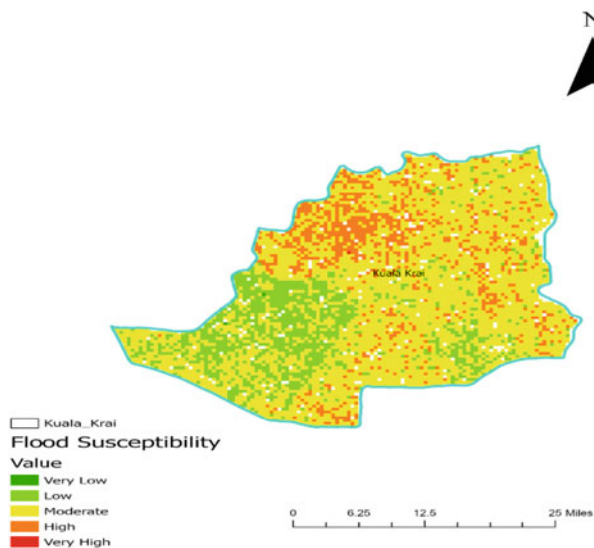 N
Kuala Krai
Kuala_Krai
Flood Susceptibility
Value
Very Low
Low
Moderate
High
Very High
0 6.25 12.5 25 Miles